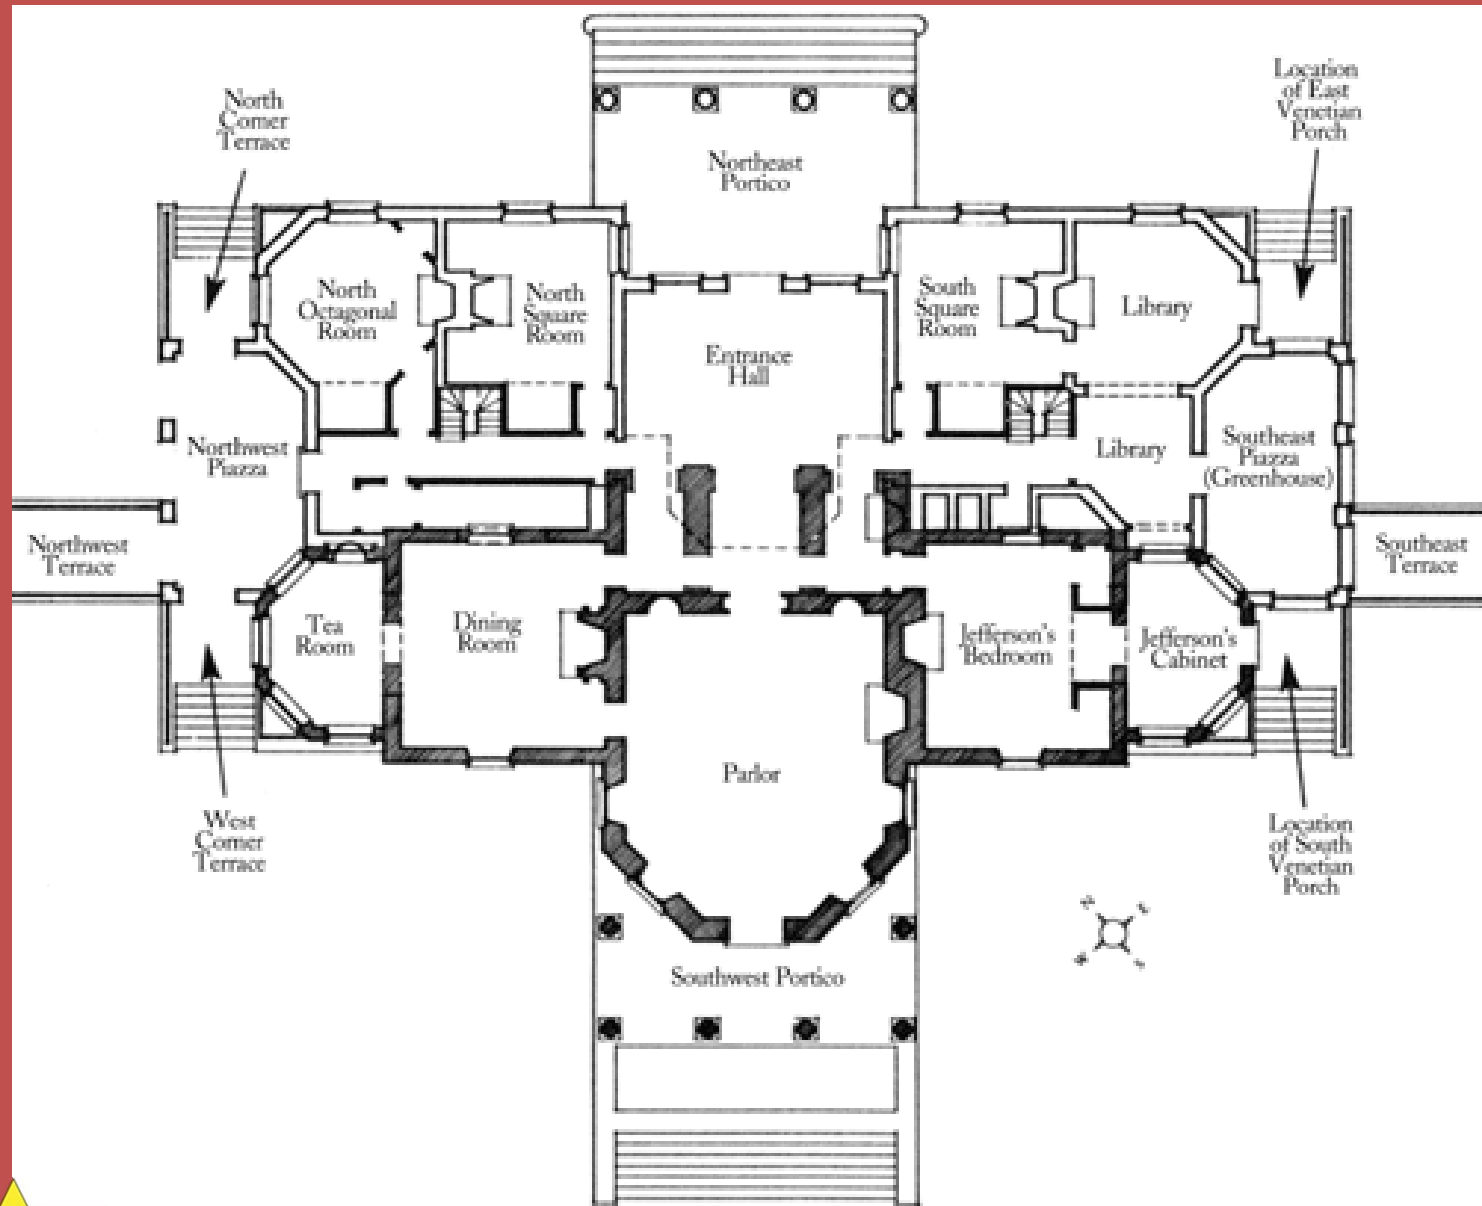 North
Corner
Terrace
Location
of East
Venetian
Porch
Northeast
Portico
North
Octagonal
Room
North
Square
Room
Entrance
Hall
South
Square
Room
Library
Northwest
Piazza
Library
Southeast
Piazza
(Greenhouse)
Northwest
Terrace
Southeast
Terrace
Tea
Room
Dining
Room
Jefferson's
Bedroom
Jefferson's
Cabinet
Parlor
West
Corner
Terrace
Location
of South
Venetian
Porch
Southwest Portico
N
E